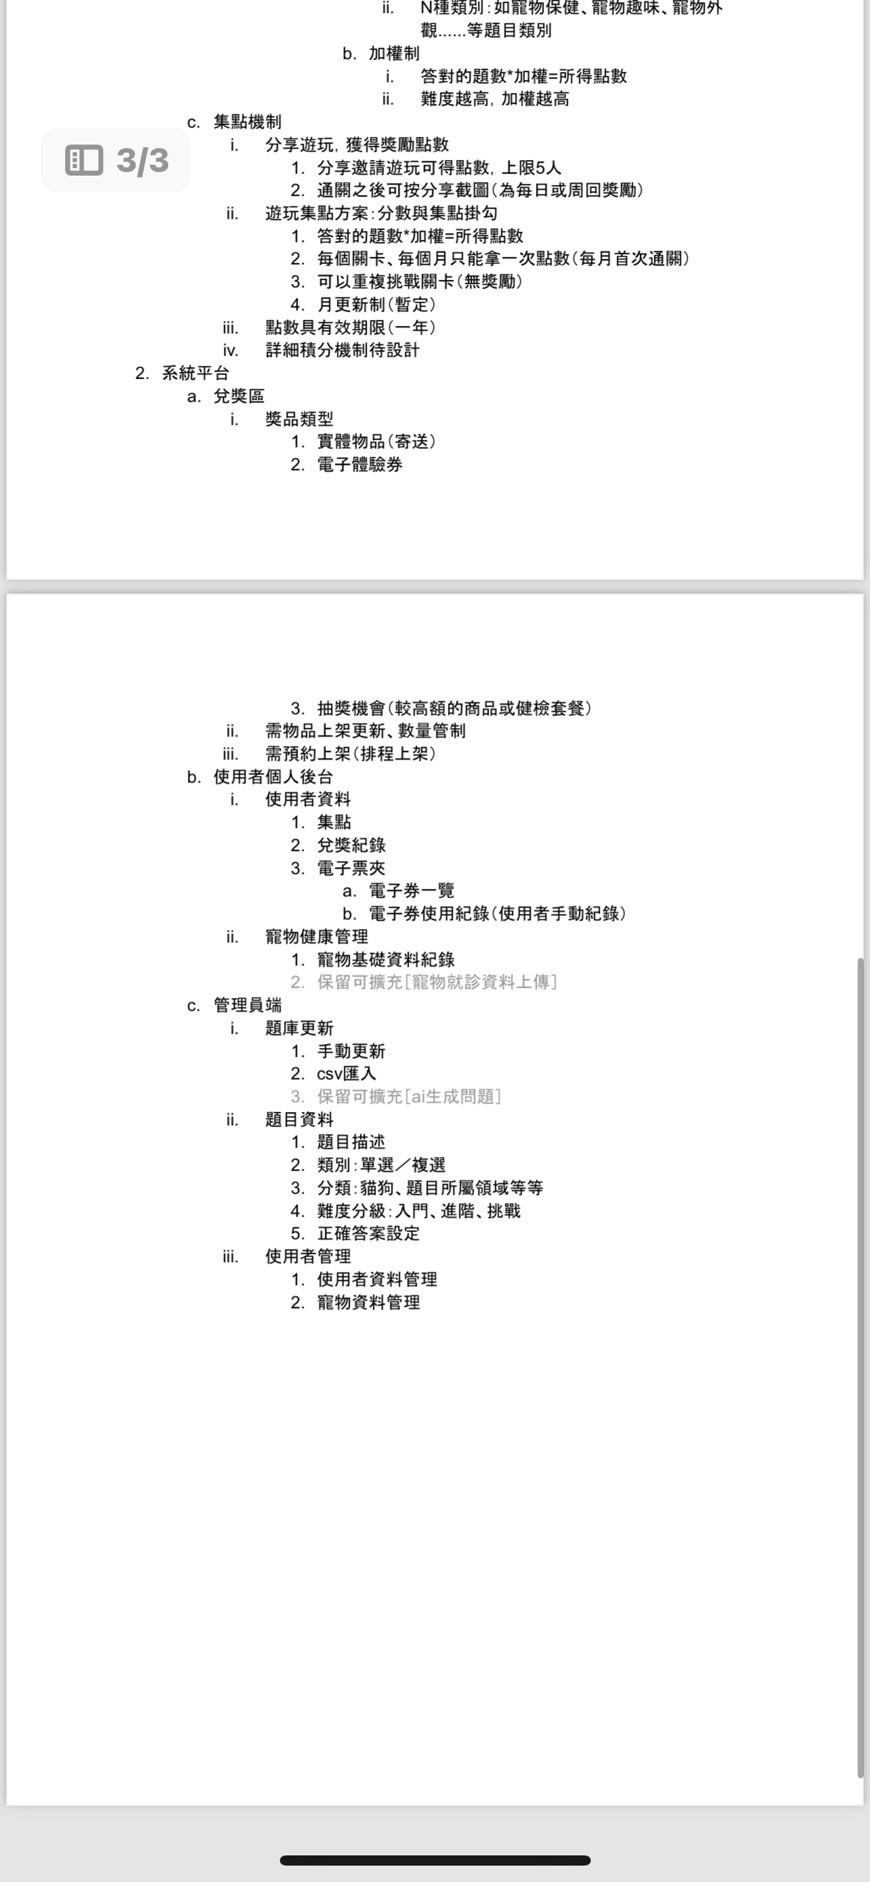 ii. N種類別：如寵物保健、寵物趣味、寵物外
觀......等題目類別
b. 加權制
i. 答對的題數*加權=所得點數
ii. 難度越高，加權越高
c. 集點機制
i. 分享遊玩，獲得獎勵點數
3/3
1. 分享邀請遊玩可得點數，上限5人
2. 通關之後可按分享截圖（為每日或周回獎勵）
ii. 遊玩集點方案：分數與集點掛勾
1. 答對的題數*加權=所得點數
2. 每個關卡、每個月只能拿一次點數（每月首次通關）
3. 可以重複挑戰關卡（無獎勵）
4. 月更新制（暫定）
iii. 點數具有效期限（一年）
iv. 詳細積分機制待設計
2. 系統平台
a. 兌獎區
i. 獎品類型
1. 實體物品（寄送）
2. 電子體驗券
3. 抽獎機會（較高額的商品或健檢套餐）
ii. 需物品上架更新、數量管制
iii. 需預約上架（排程上架）
b. 使用者個人後台
i. 使用者資料
1. 集點
2. 兌獎紀錄
3. 電子票夾
a. 電子券一覽
b. 電子券使用紀錄（使用者手動紀錄）
ii. 寵物健康管理
1. 寵物基礎資料紀錄
2. 保留可擴充[寵物就診資料上傳]
c. 管理員端
i. 題庫更新
1. 手動更新
2. csv匯入
3. 保留可擴充[ai生成問題]
ii. 題目資料
1. 題目描述
2. 類別：單選／複選
3. 分類：貓狗、題目所屬領域等等
4. 難度分級：入門、進階、挑戰
5. 正確答案設定
iii. 使用者管理
1. 使用者資料管理
2. 寵物資料管理